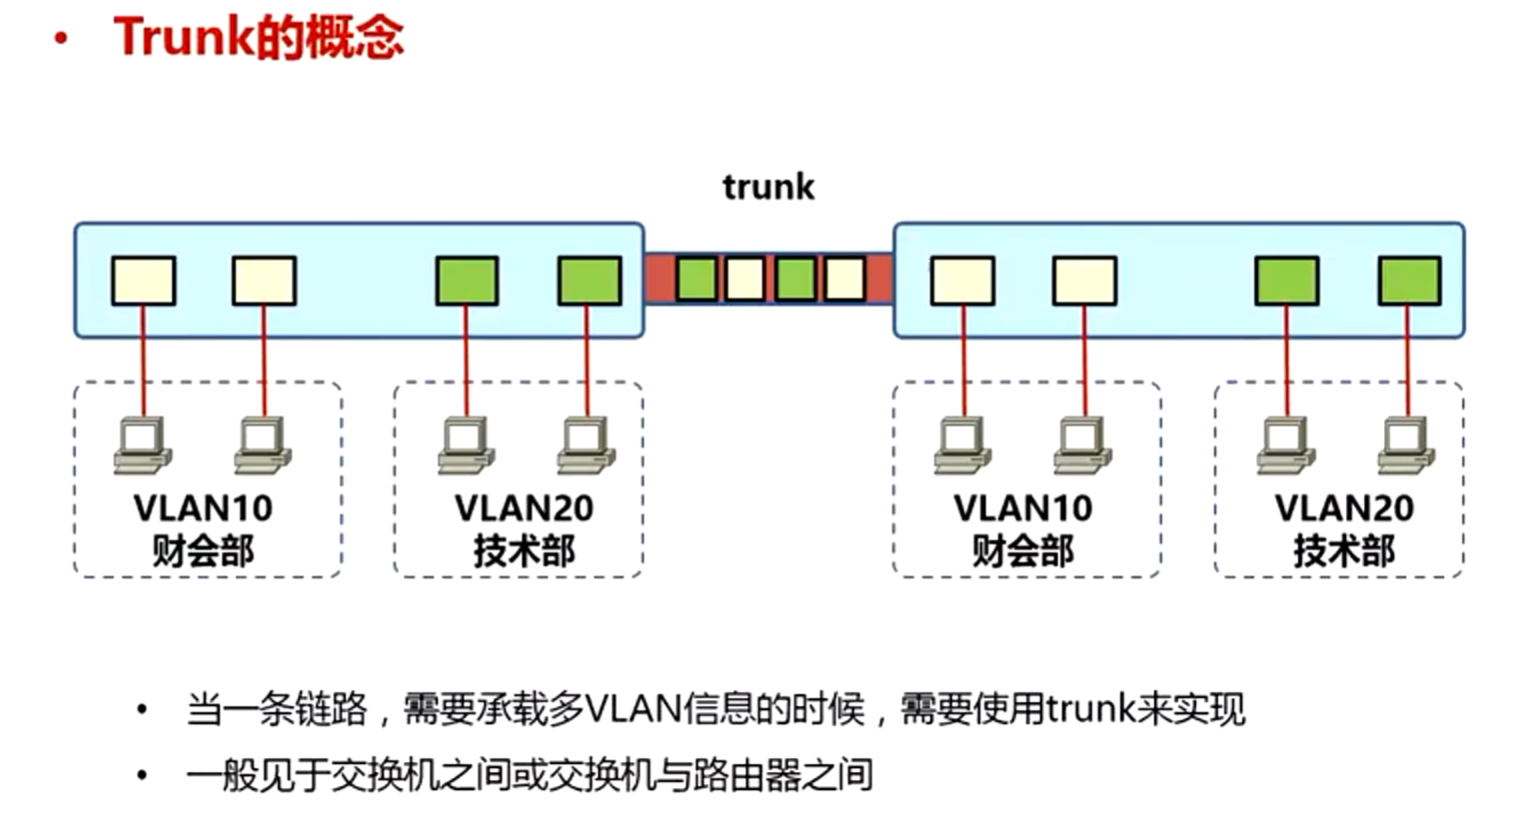 • Trunk的概念
trunk
VLAN10
财会部
VLAN20
技术部
VLAN10
财会部
VLAN20
技术部
• 当一条链路，需要承载多VLAN信息的时候，需要使用trunk来实现
• 一般见于交换机之间或交换机与路由器之间